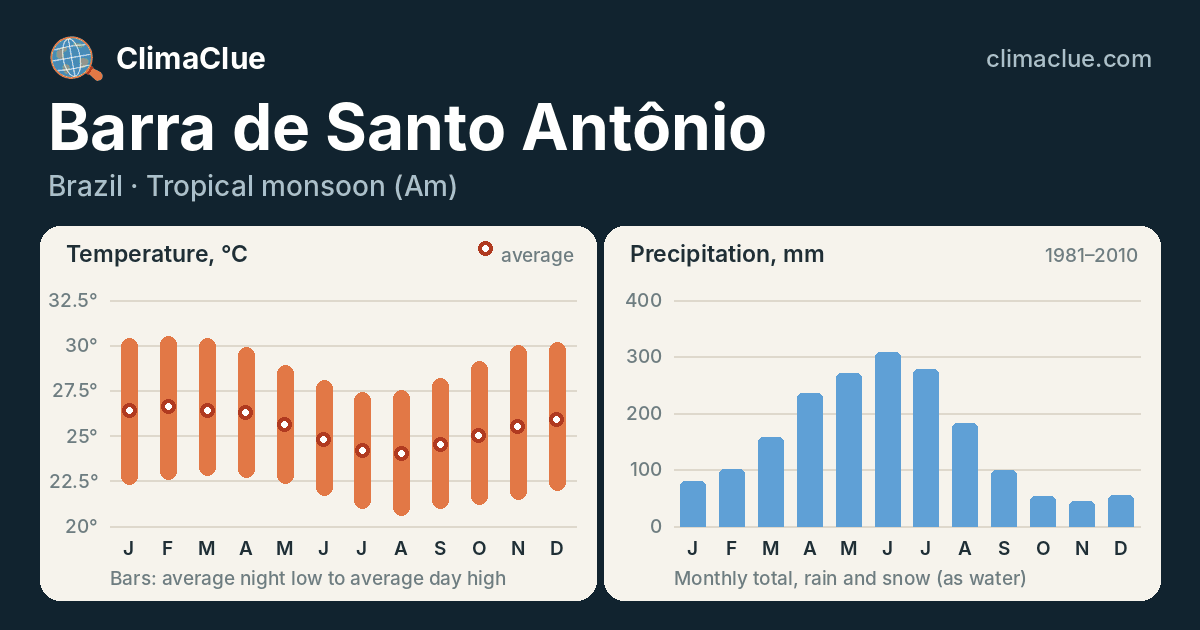 ClimaClue
climaclue.com
Barra de Santo Antônio
Brazil · Tropical monsoon (Am)
Temperature, °C
average
32.5°
30°
27.5°
25°
22.5°
20°
J F M A M J J A S O N D
Bars: average night low to average day high
Precipitation, mm
1981–2010
400
300
200
100
0
J F M A M J J A S O N D
Monthly total, rain and snow (as water)